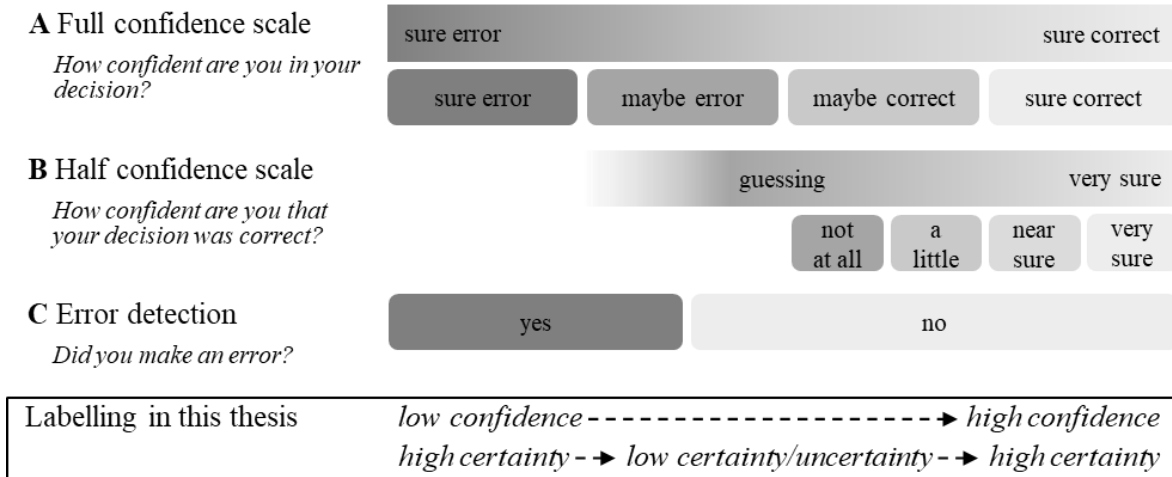 A Full confidence scale
How confident are you in your
decision?
sure error sure correct
sure error maybe error maybe correct sure correct
B Half confidence scale
How confident are you that
your decision was correct?
guessing very sure
not at all
a little
near sure
very sure
C Error detection
Did you make an error?
yes no
Labelling in this thesis
low confidence high confidence
high certainty low certainty/uncertainty high certainty